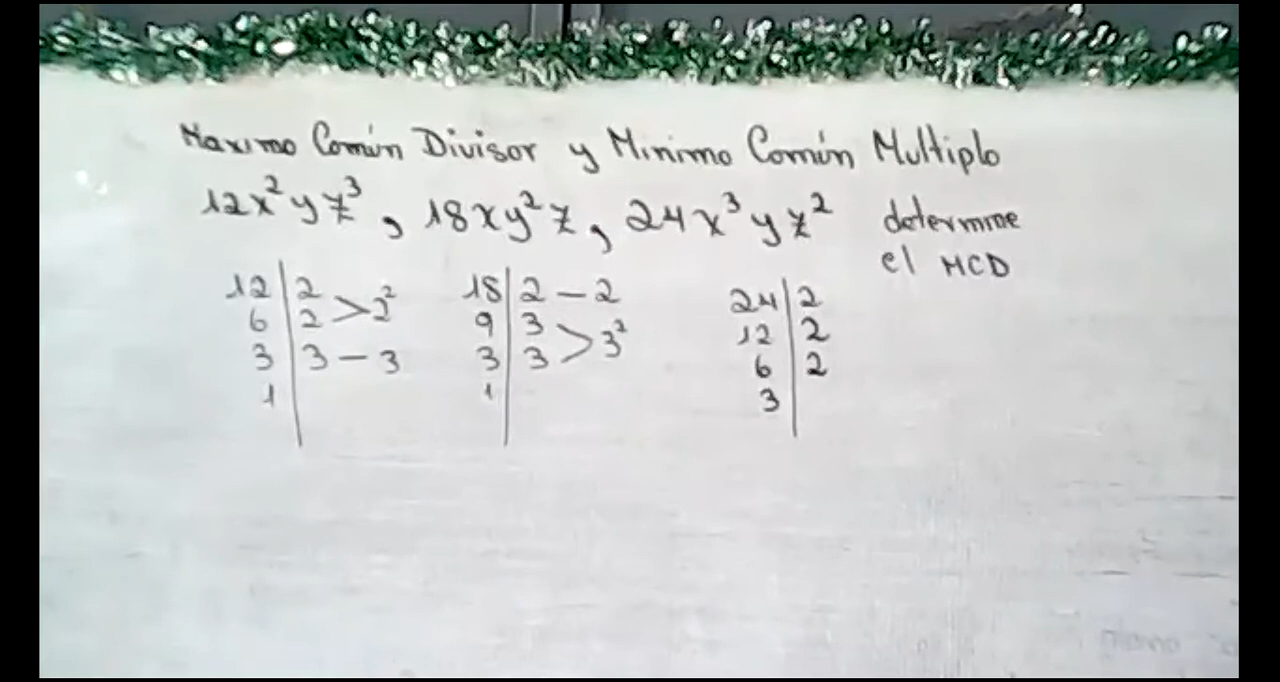 Maximo Común Divisor y Minimo Común Multiplo
12x²yz³, 18xy²z, 24x³yz² determine
el MCD
12 | 2 18 | 2 – 2 24 | 2
6 | 2 > 2² 9 | 3 12 | 2
3 | 3 – 3 3 | 3 > 3² 6 | 2
1 | 1 | 3 |